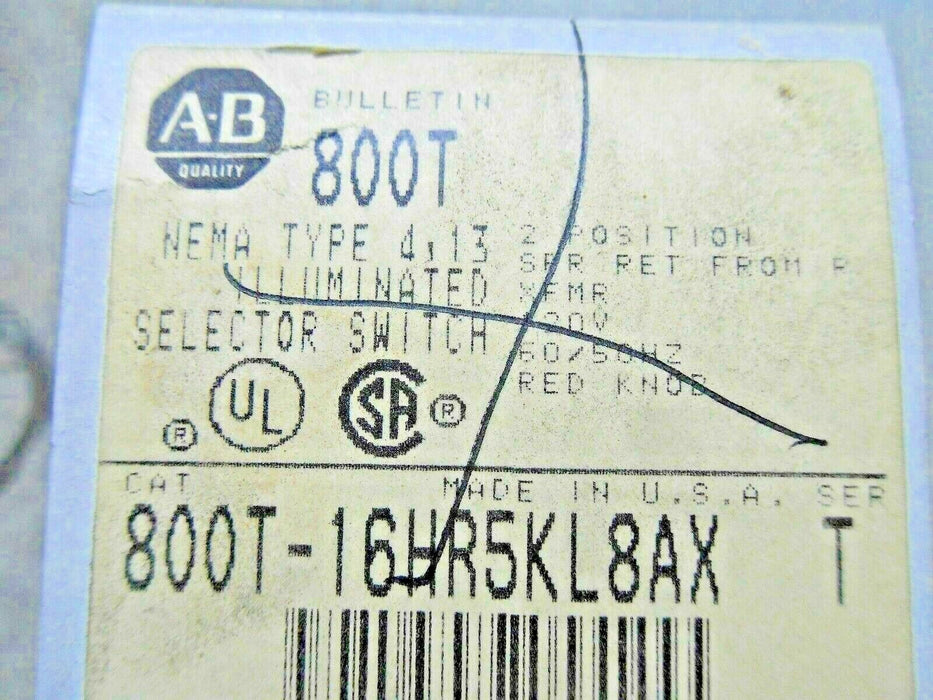 A-B
QUALITY
BULLETIN
800T
NEMA TYPE 4,13
ILLUMINATED
SELECTOR SWITCH
2 POSITION
SPR RET FROM R
XFMR
120V
60/50HZ
RED KNOB
UL
®
SA
®
CAT
MADE IN U.S.A.
SER
800T-16HR5KL8AX
T